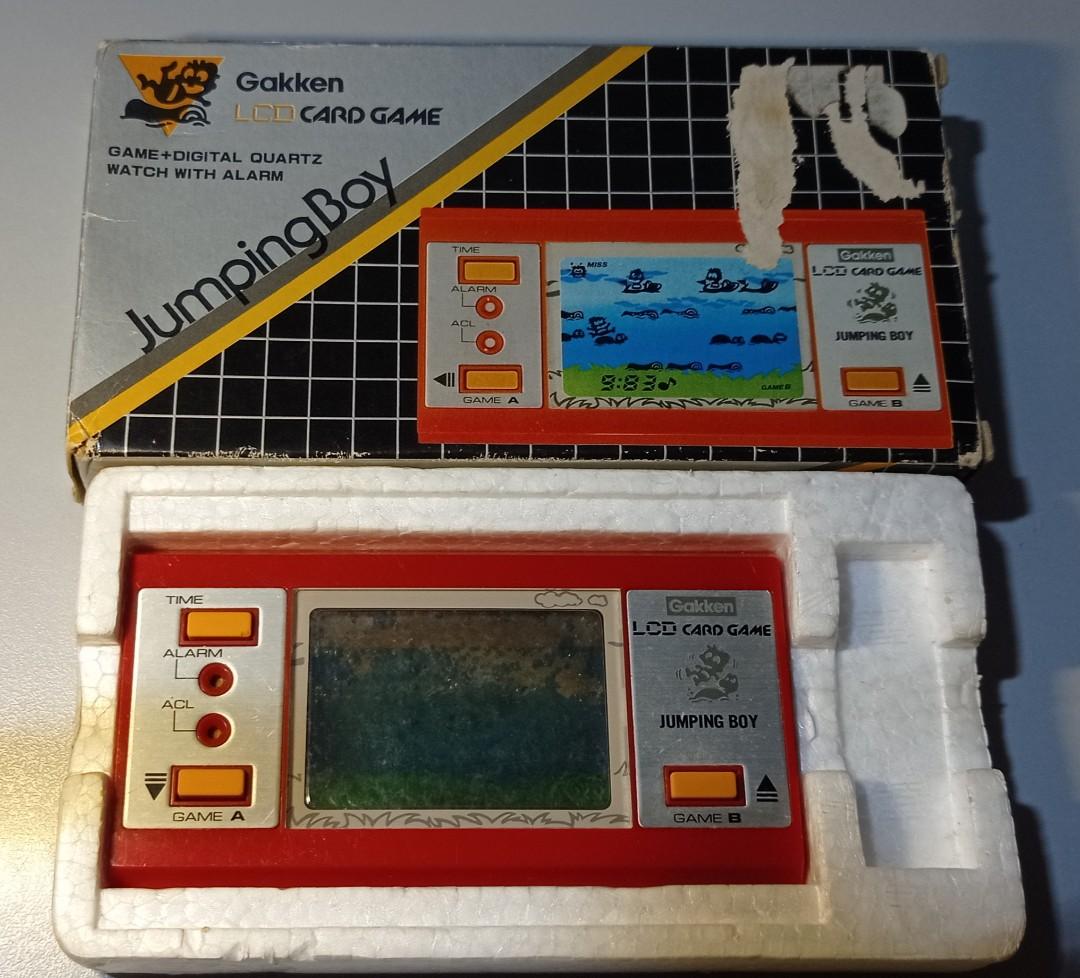 Gakken
LCD CARD GAME
GAME+DIGITAL QUARTZ
WATCH WITH ALARM
JumpingBoy
TIME
ALARM
ACL
GAME A
MISS
9:83
GAME B
Gakken
LCD CARD GAME
JUMPING BOY
GAME B
TIME
ALARM
ACL
GAME A
Gakken
LCD CARD GAME
JUMPING BOY
GAME B